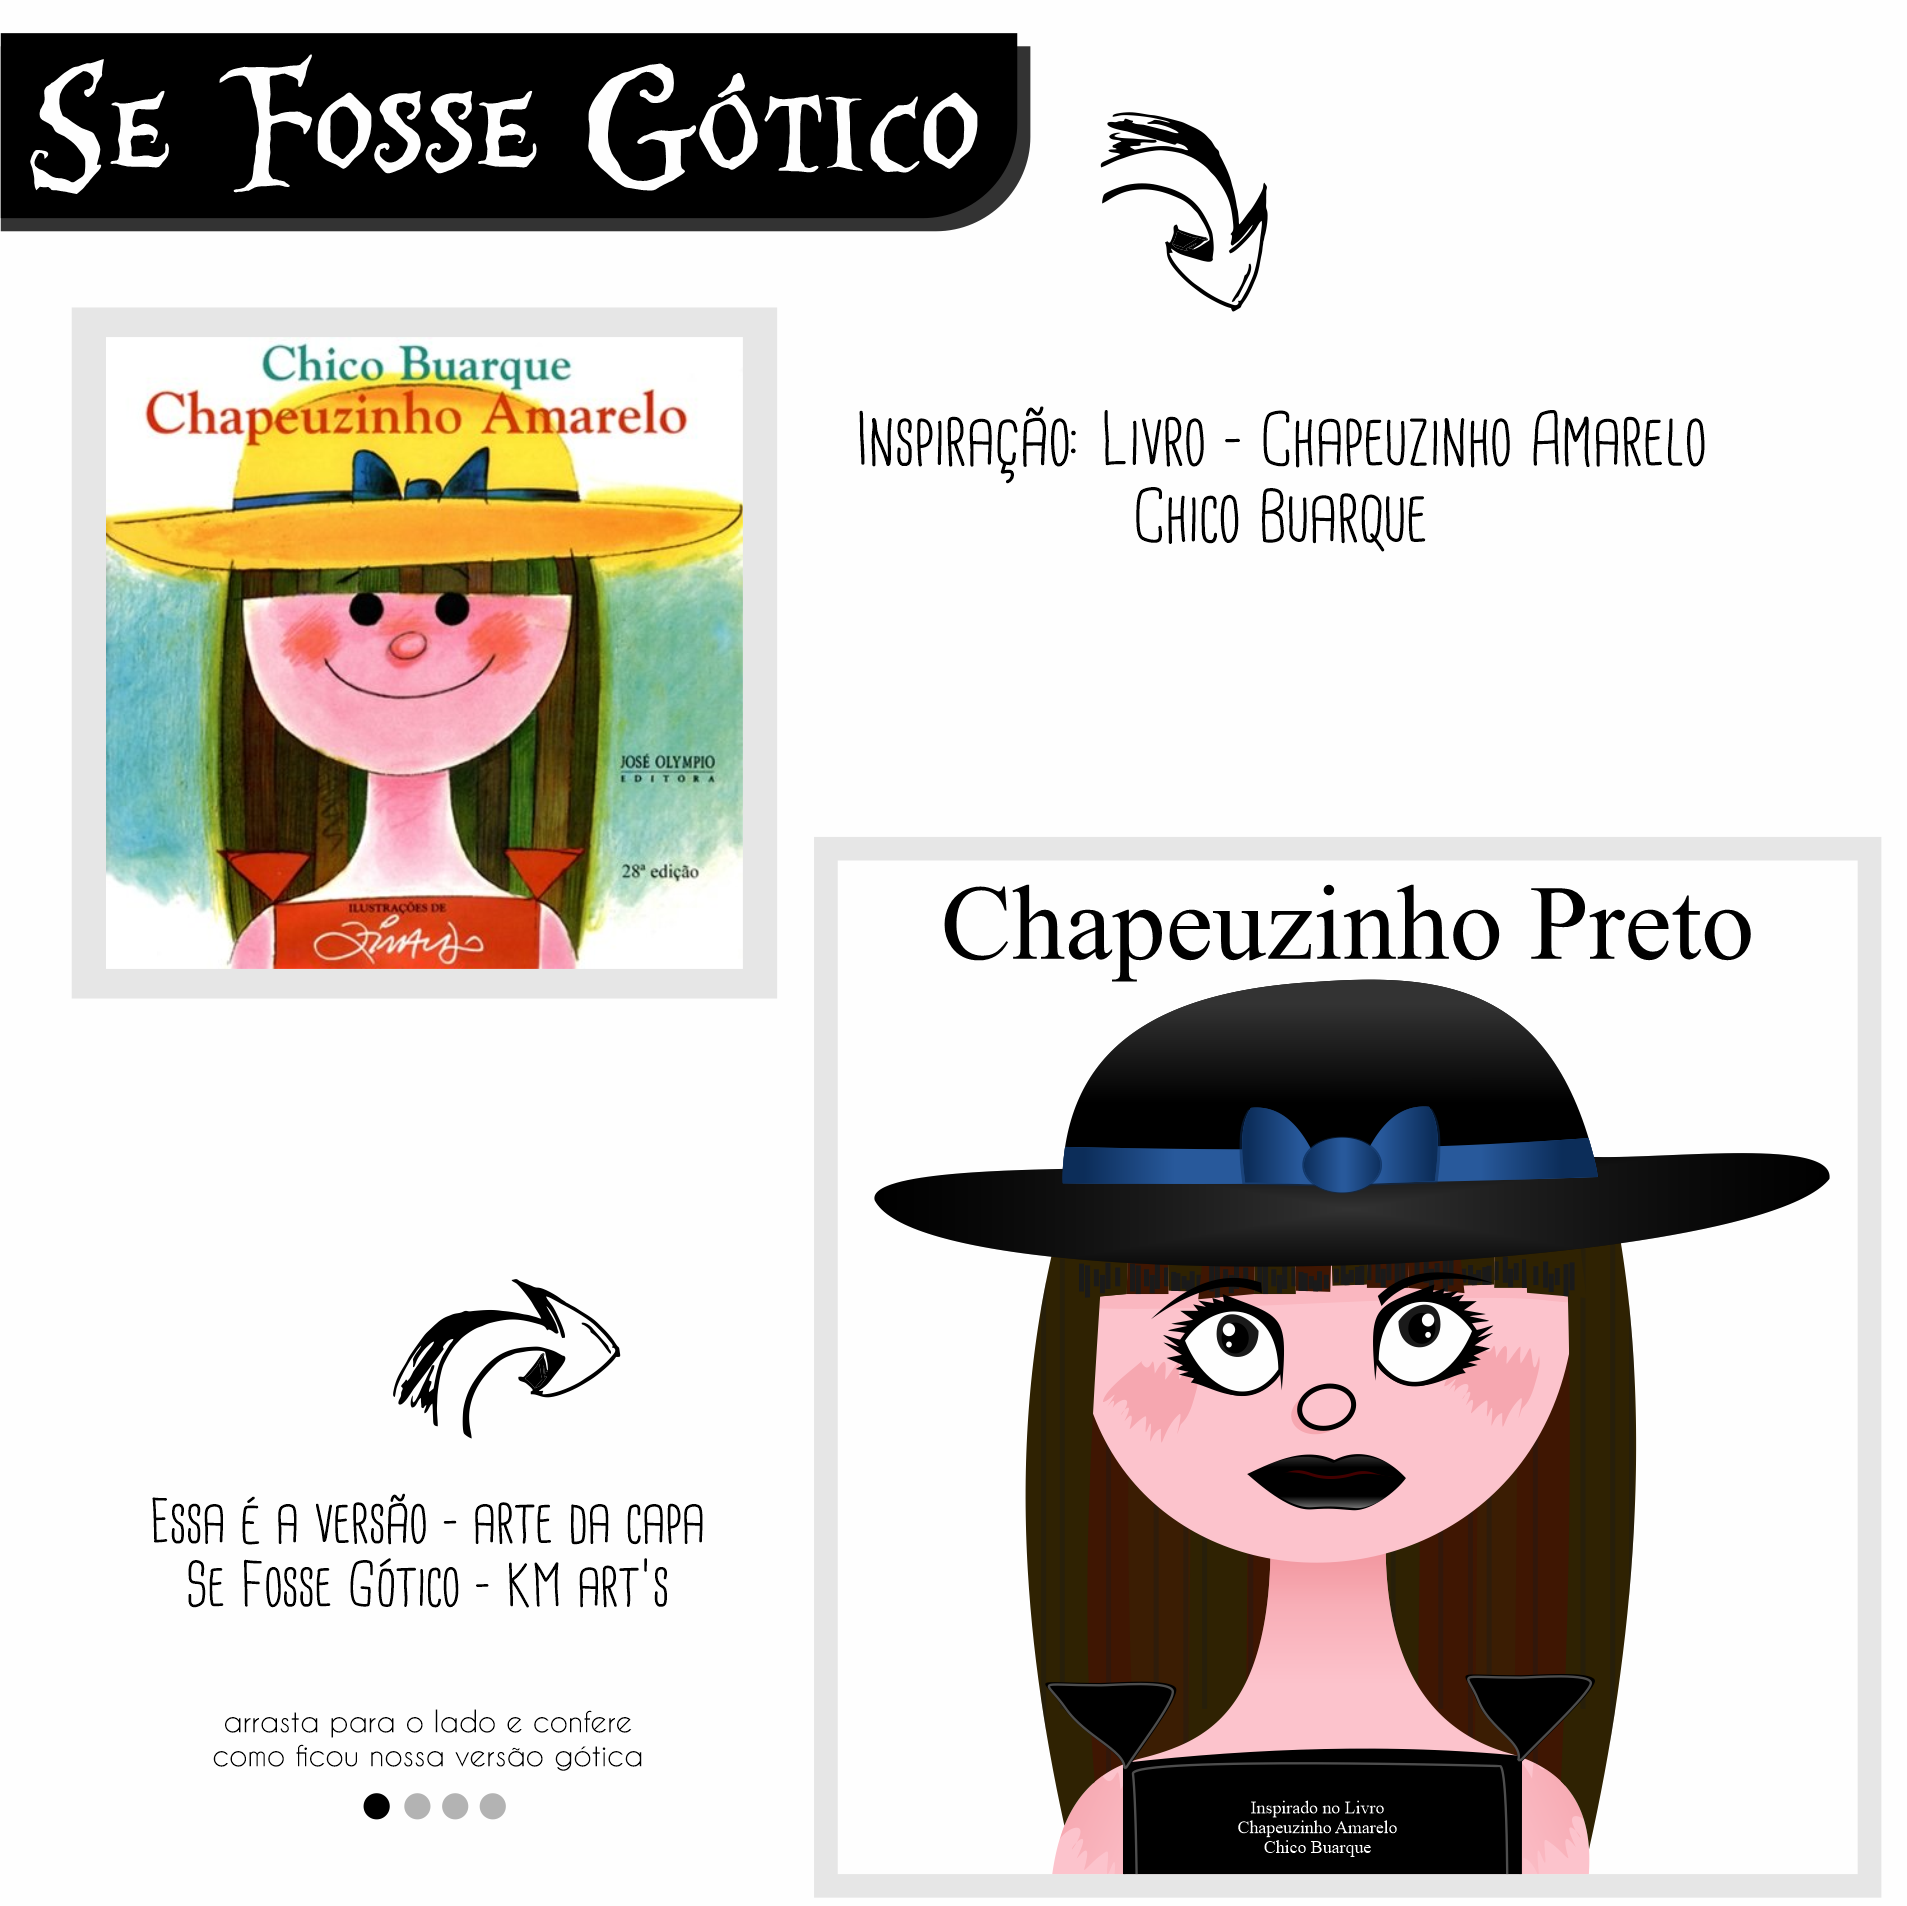 Se Fosse Gótico
Chico Buarque
Chapeuzinho Amarelo
JOSÉ OLYMPIO
EDITORA
28ª edição
ILUSTRAÇÕES DE
Ziraldo
Inspiração: Livro - Chapeuzinho Amarelo
Chico Buarque
Chapeuzinho Preto
Inspirado no Livro
Chapeuzinho Amarelo
Chico Buarque
Essa é a versão - arte da capa
Se Fosse Gótico - KM art's
arrasta para o lado e confere
como ficou nossa versão gótica